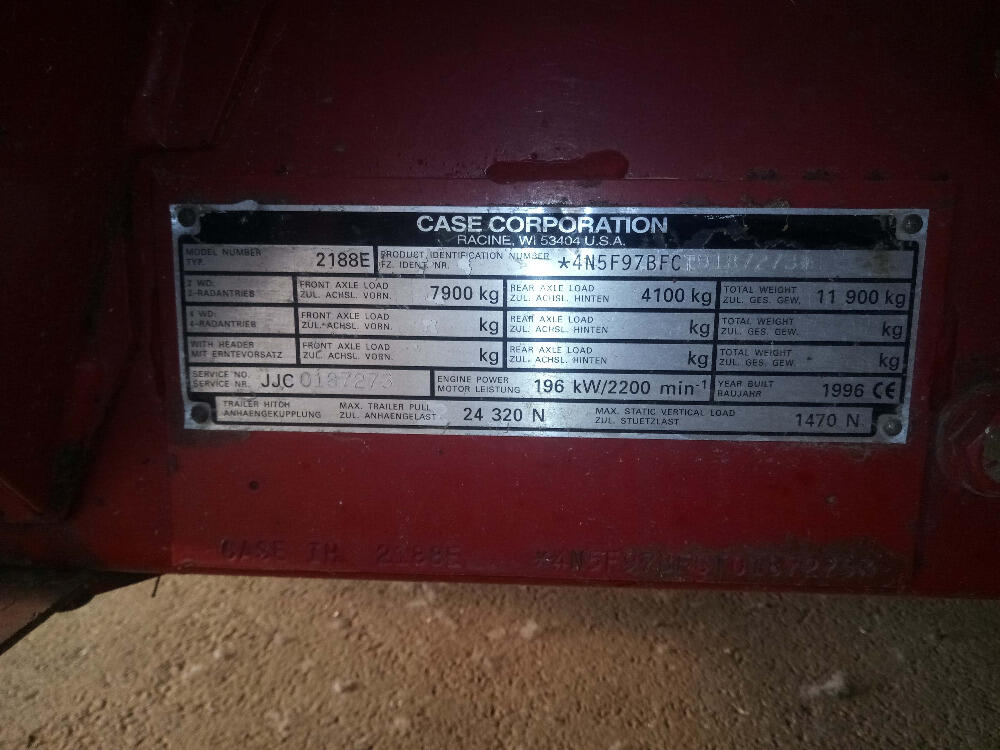 CASE CORPORATION
RACINE, WI 53404 U.S.A.
MODEL NUMBER TYP. 2188E PRODUCT IDENTIFICATION NUMBER FZ. IDENT. NR. *4N5F97BFCT0187273*
2 WD: 2-RADANTRIEB FRONT AXLE LOAD ZUL. ACHSL. VORN. 7900 kg REAR AXLE LOAD ZUL. ACHSL. HINTEN 4100 kg TOTAL WEIGHT ZUL. GES. GEW. 11 900 kg
4 WD: 4-RADANTRIEB FRONT AXLE LOAD ZUL. ACHSL. VORN. kg REAR AXLE LOAD ZUL. ACHSL. HINTEN kg TOTAL WEIGHT ZUL. GES. GEW. kg
WITH HEADER MIT ERNTEVORSATZ FRONT AXLE LOAD ZUL. ACHSL. VORN. kg REAR AXLE LOAD ZUL. ACHSL. HINTEN kg TOTAL WEIGHT ZUL. GES. GEW. kg
SERVICE NO. SERVICE NR. JJC 0187273 ENGINE POWER MOTOR LEISTUNG 196 kW/2200 min-1 YEAR BUILT BAUJAHR 1996 CE
TRAILER HITCH ANHAENGEKUPPLUNG MAX. TRAILER PULL ZUL. ANHAENGELAST 24 320 N MAX. STATIC VERTICAL LOAD ZUL. STUETZLAST 1470 N
CASE IH 2188E *4N5F97BFCT0187273*